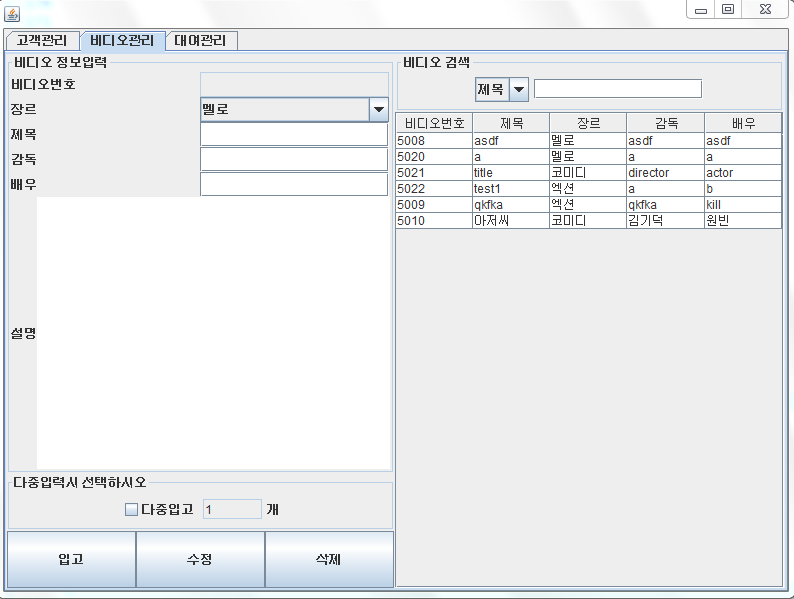 고객관리 비디오관리 대여관리
비디오 정보입력
비디오번호
장르 멜로
제목
감독
배우
설명
다중입력시 선택하시오
다중입고 1 개
입고 수정 삭제
비디오 검색
제목
비디오번호 제목 장르 감독 배우
5008 asdf 멜로 asdf asdf
5020 a 멜로 a a
5021 title 코미디 director actor
5022 test1 엑션 a b
5009 qkfka 엑션 qkfka kill
5010 아저씨 코미디 김기덕 원빈